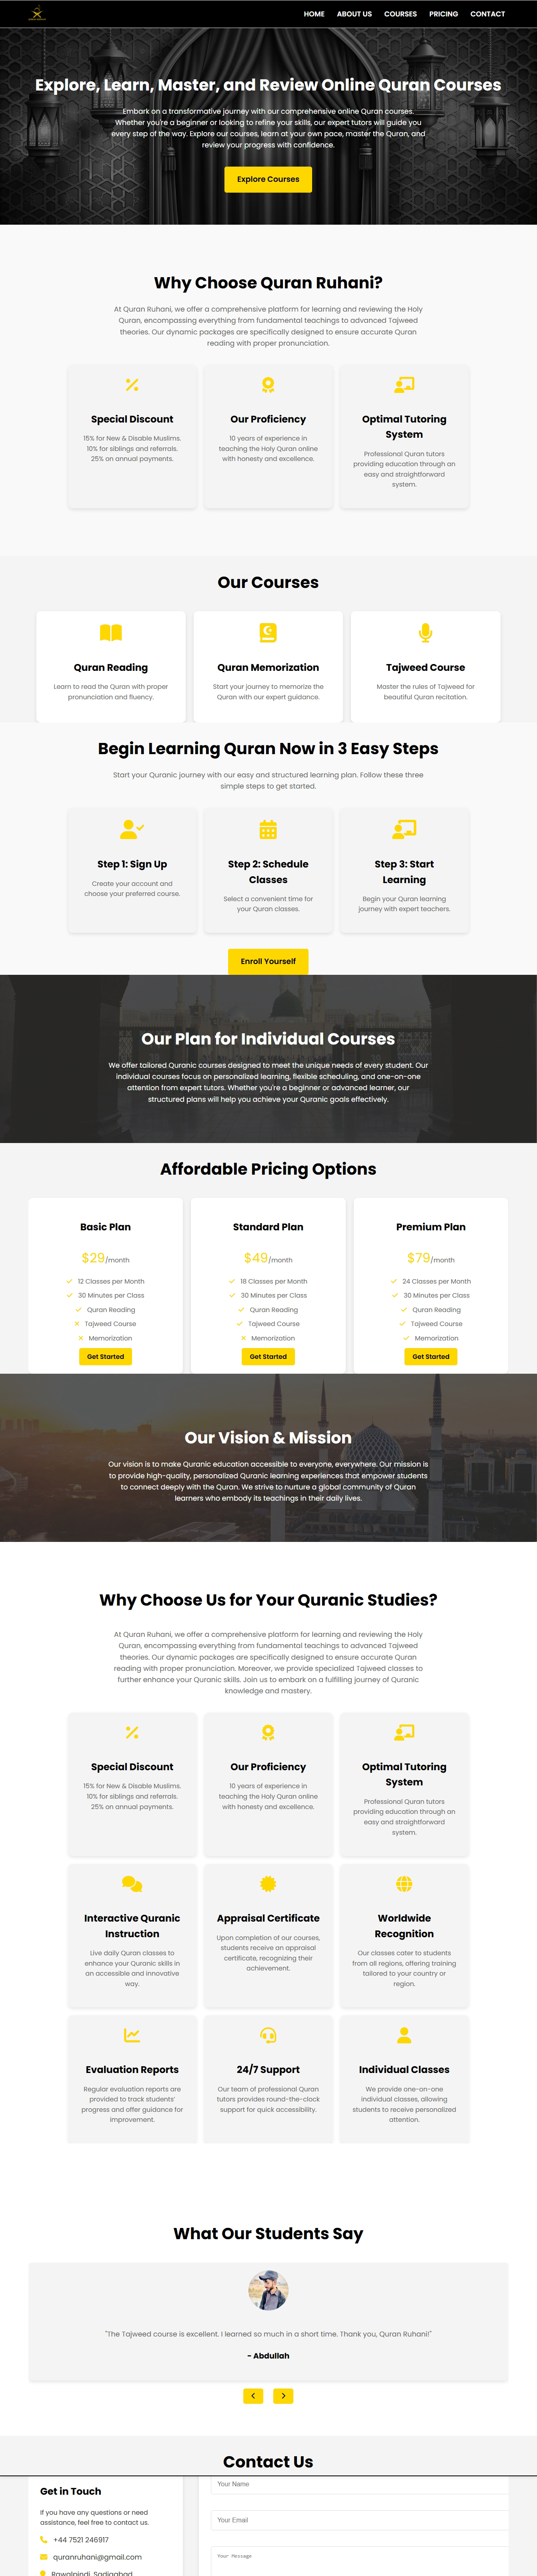 HOME ABOUT US COURSES PRICING CONTACT
Explore, Learn, Master, and Review Online Quran Courses
Embark on a transformative journey with our comprehensive online Quran courses.
Whether you're a beginner or looking to refine your skills, our expert tutors will guide you
every step of the way. Explore our courses, learn at your own pace, master the Quran, and
review your progress with confidence.
Explore Courses
Why Choose Quran Ruhani?
At Quran Ruhani, we offer a comprehensive platform for learning and reviewing the Holy
Quran, encompassing everything from fundamental teachings to advanced Tajweed
theories. Our dynamic packages are specifically designed to ensure accurate Quran
reading with proper pronunciation.
Special Discount
15% for New & Disable Muslims.
10% for siblings and referrals.
25% on annual payments.
Our Proficiency
10 years of experience in
teaching the Holy Quran online
with honesty and excellence.
Optimal Tutoring
System
Professional Quran tutors
providing education through an
easy and straightforward
system.
Our Courses
Quran Reading
Learn to read the Quran with proper
pronunciation and fluency.
Quran Memorization
Start your journey to memorize the
Quran with our expert guidance.
Tajweed Course
Master the rules of Tajweed for
beautiful Quran recitation.
Begin Learning Quran Now in 3 Easy Steps
Start your Quranic journey with our easy and structured learning plan. Follow these three
simple steps to get started.
Step 1: Sign Up
Create your account and
choose your preferred course.
Step 2: Schedule
Classes
Select a convenient time for
your Quran classes.
Step 3: Start
Learning
Begin your Quran learning
journey with expert teachers.
Enroll Yourself
Our Plan for Individual Courses
We offer tailored Quranic courses designed to meet the unique needs of every student. Our
individual courses focus on personalized learning, flexible scheduling, and one-on-one
attention from expert tutors. Whether you're a beginner or advanced learner, our
structured plans will help you achieve your Quranic goals effectively.
Affordable Pricing Options
Basic Plan
$29/month
12 Classes per Month
30 Minutes per Class
Quran Reading
Tajweed Course
Memorization
Get Started
Standard Plan
$49/month
18 Classes per Month
30 Minutes per Class
Quran Reading
Tajweed Course
Memorization
Get Started
Premium Plan
$79/month
24 Classes per Month
30 Minutes per Class
Quran Reading
Tajweed Course
Memorization
Get Started
Our Vision & Mission
Our vision is to make Quranic education accessible to everyone, everywhere. Our mission is
to provide high-quality, personalized Quranic learning experiences that empower students
to connect deeply with the Quran. We strive to nurture a global community of Quran
learners who embody its teachings in their daily lives.
Why Choose Us for Your Quranic Studies?
At Quran Ruhani, we offer a comprehensive platform for learning and reviewing the Holy
Quran, encompassing everything from fundamental teachings to advanced Tajweed
theories. Our dynamic packages are specifically designed to ensure accurate Quran
reading with proper pronunciation. Moreover, we provide specialized Tajweed classes to
further enhance your Quranic skills. Join us to embark on a fulfilling journey of Quranic
knowledge and mastery.
Special Discount
15% for New & Disable Muslims.
10% for siblings and referrals.
25% on annual payments.
Our Proficiency
10 years of experience in
teaching the Holy Quran online
with honesty and excellence.
Optimal Tutoring
System
Professional Quran tutors
providing education through an
easy and straightforward
system.
Interactive Quranic
Instruction
Live daily Quran classes to
enhance your Quranic skills in
an accessible and innovative
way.
Appraisal Certificate
Upon completion of our courses,
students receive an appraisal
certificate, recognizing their
achievement.
Worldwide
Recognition
Our classes cater to students
from all regions, offering training
tailored to your country or
region.
Evaluation Reports
Regular evaluation reports are
provided to track students'
progress and offer guidance for
improvement.
24/7 Support
Our team of professional Quran
tutors provides round-the-clock
support for quick accessibility.
Individual Classes
We provide one-on-one
individual classes, allowing
students to receive personalized
attention.
What Our Students Say
"The Tajweed course is excellent. I learned so much in a short time. Thank you, Quran Ruhani!"
- Abdullah
Contact Us
Get in Touch
If you have any questions or need
assistance, feel free to contact us.
+44 7521 246917
quranruhani@gmail.com
Rawalpindi, Sadiqabad
Your Name
Your Email
Your Message